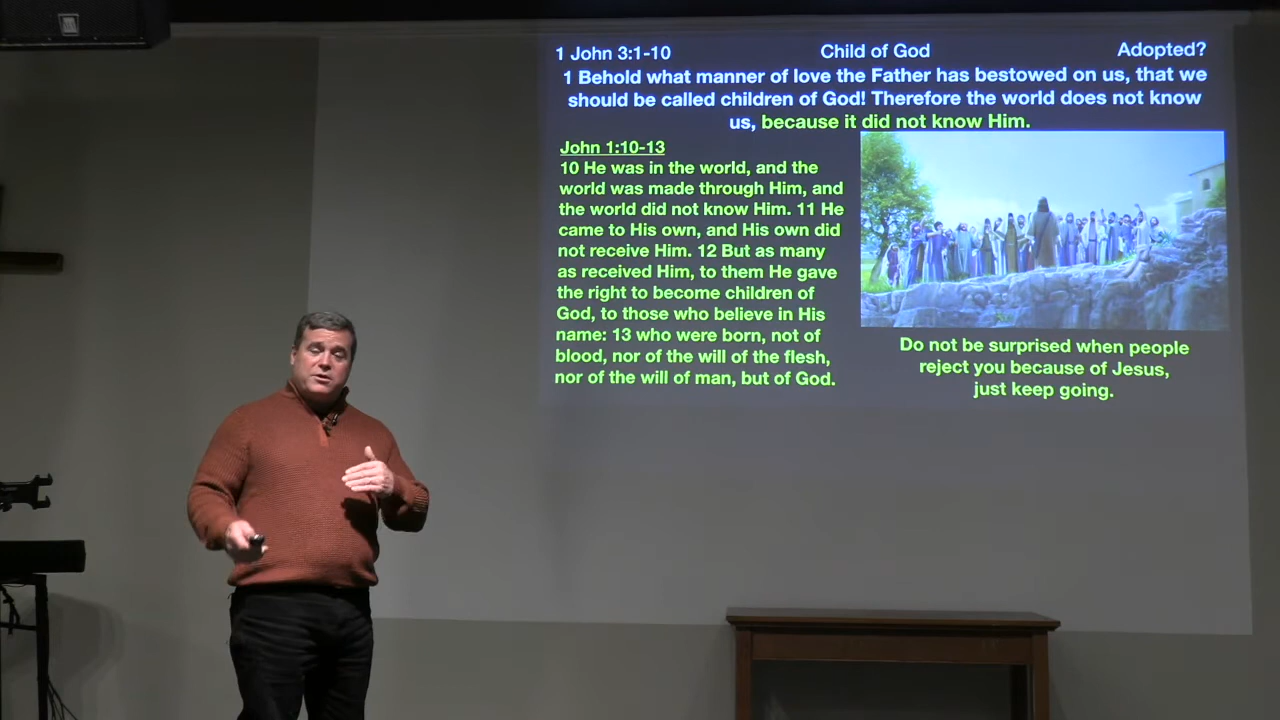 1 John 3:1-10 Child of God Adopted?
1 Behold what manner of love the Father has bestowed on us, that we
should be called children of God! Therefore the world does not know
us, because it did not know Him.
John 1:10-13
10 He was in the world, and the
world was made through Him, and
the world did not know Him. 11 He
came to His own, and His own did
not receive Him. 12 But as many
as received Him, to them He gave
the right to become children of
God, to those who believe in His
name: 13 who were born, not of
blood, nor of the will of the flesh,
nor of the will of man, but of God.
Do not be surprised when people
reject you because of Jesus,
just keep going.